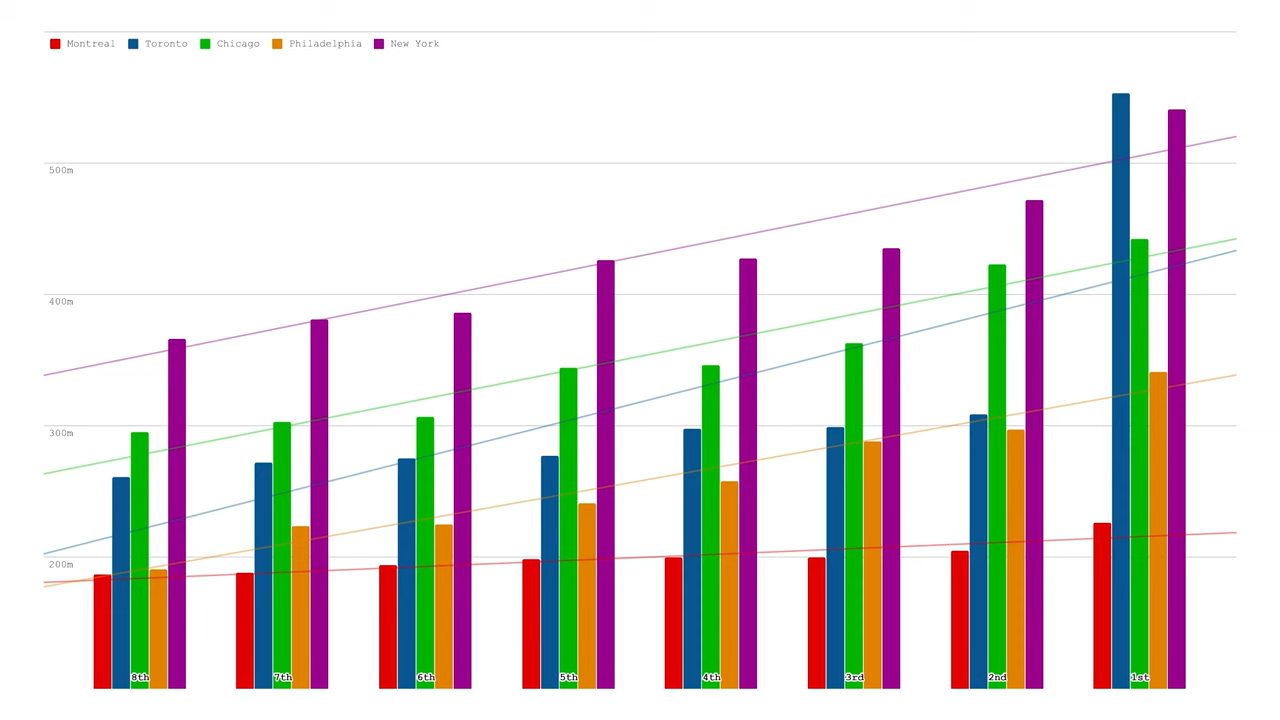 Montreal Toronto Chicago Philadelphia New York
500m
400m
300m
200m
8th 7th 6th 5th 4th 3rd 2nd 1st